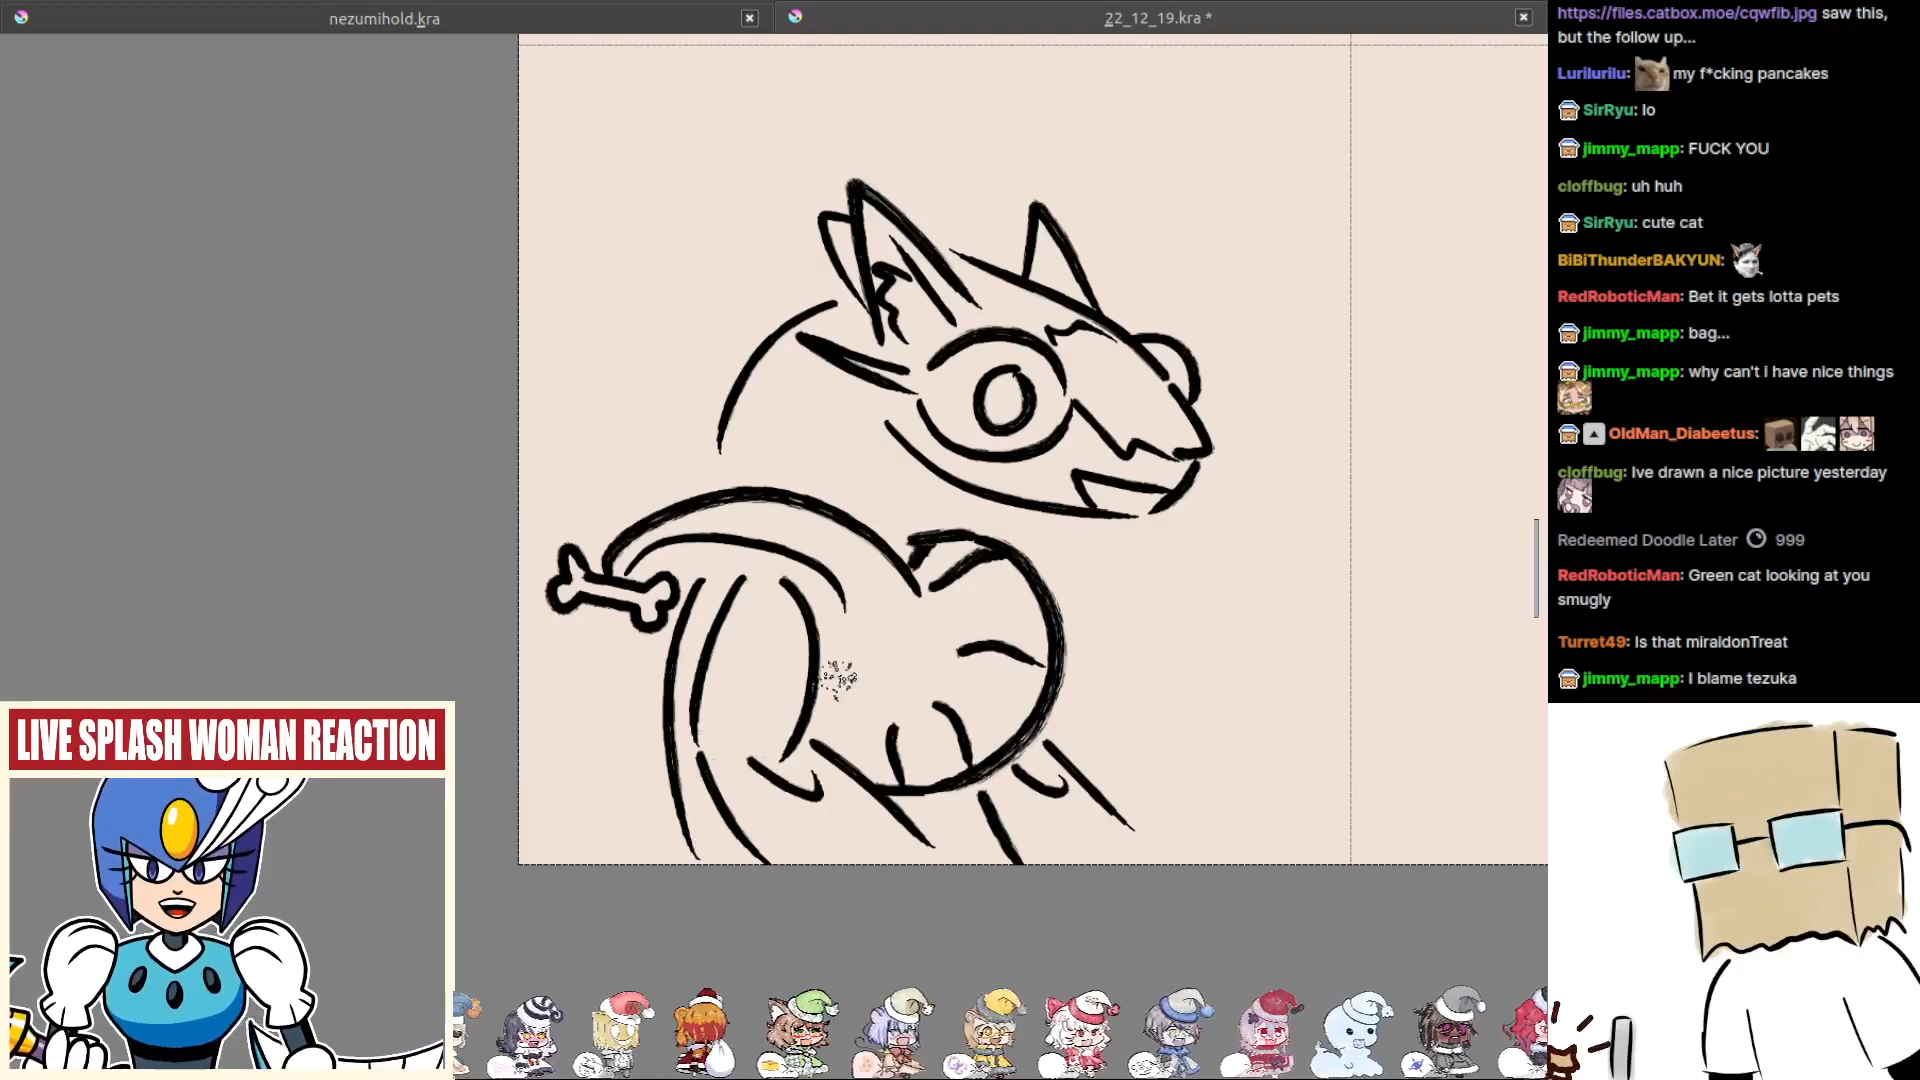 nezumihold.kra
22_12_19.kra *
https://files.catbox.moe/cqwfib.jpg saw this,
but the follow up...
Lurilurilu: my f*cking pancakes
SirRyu: lo
jimmy_mapp: FUCK YOU
cloffbug: uh huh
SirRyu: cute cat
BiBiThunderBAKYUN:
RedRoboticMan: Bet it gets lotta pets
jimmy_mapp: bag...
jimmy_mapp: why can't i have nice things
OldMan_Diabeetus:
cloffbug: Ive drawn a nice picture yesterday
Redeemed Doodle Later 999
RedRoboticMan: Green cat looking at you
smugly
Turret49: Is that miraidonTreat
jimmy_mapp: I blame tezuka
LIVE SPLASH WOMAN REACTION